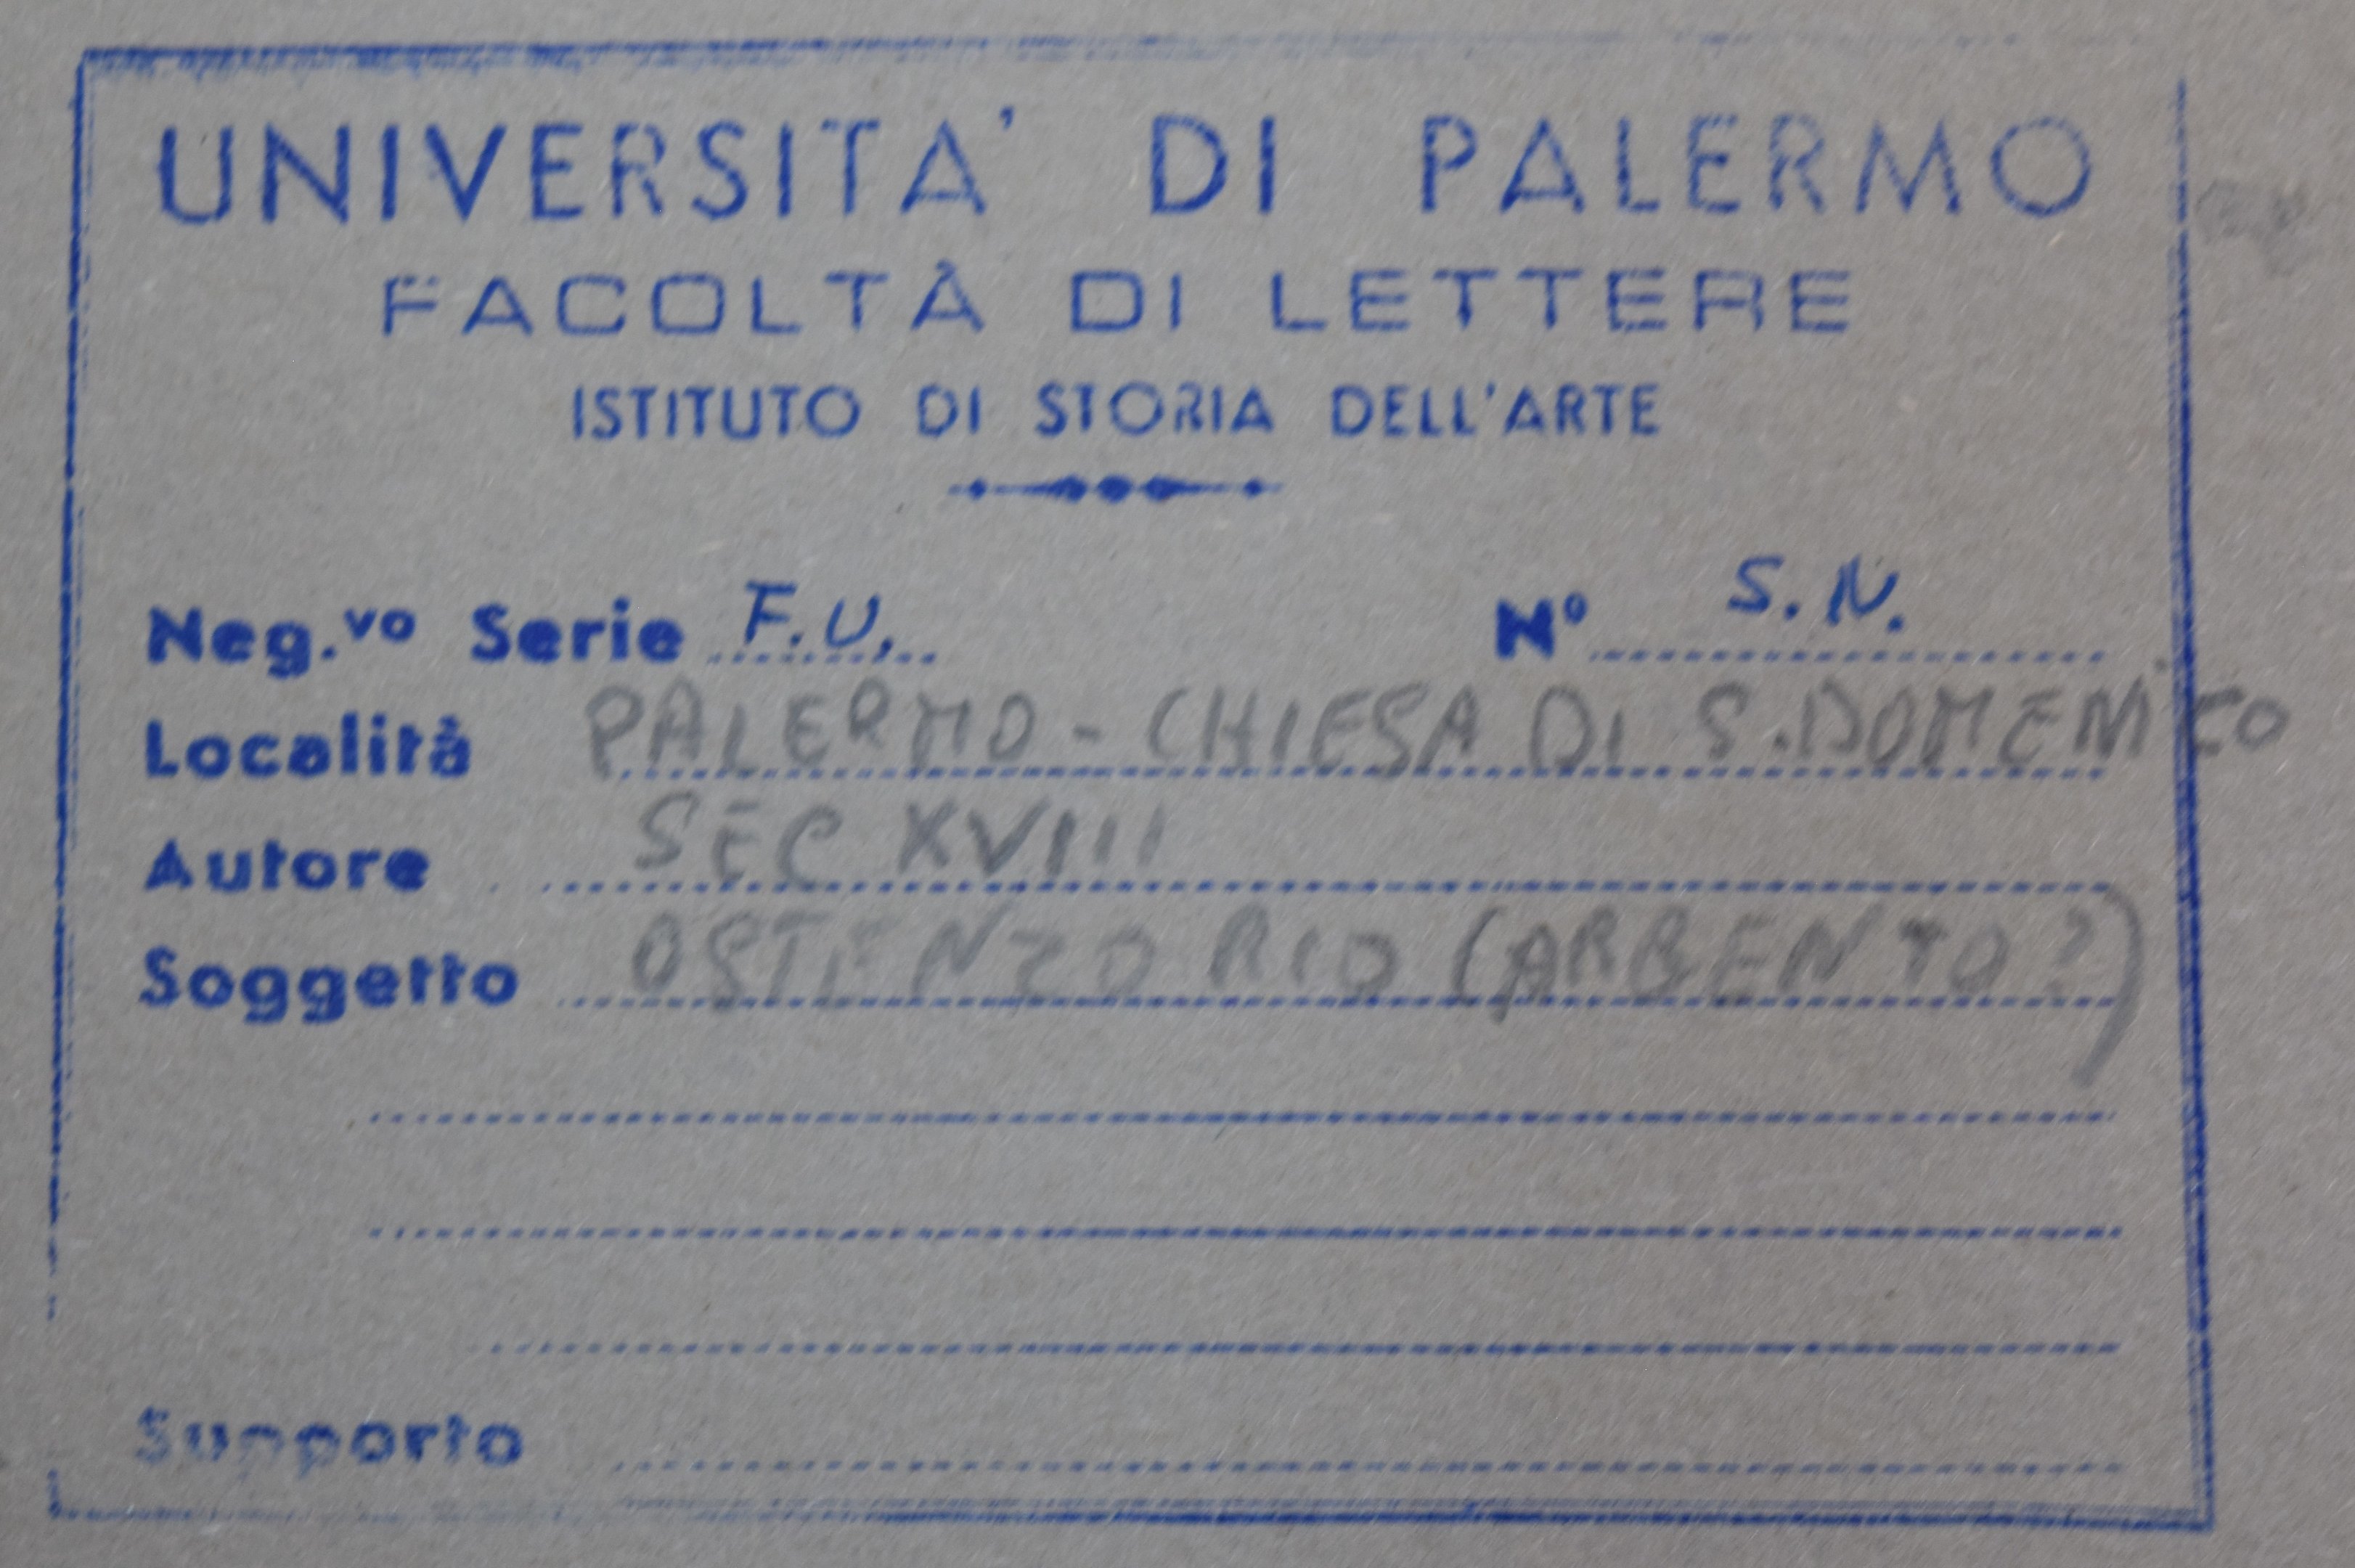 UNIVERSITA' DI PALERMO
FACOLTÀ DI LETTERE
ISTITUTO DI STORIA DELL'ARTE
Neg.vo Serie F.U. N° S.N.
Località PALERMO - CHIESA DI S. DOMENICO
Autore SEC XVIII
Soggetto OSTENZORIO (ARGENTO?)
Supporto